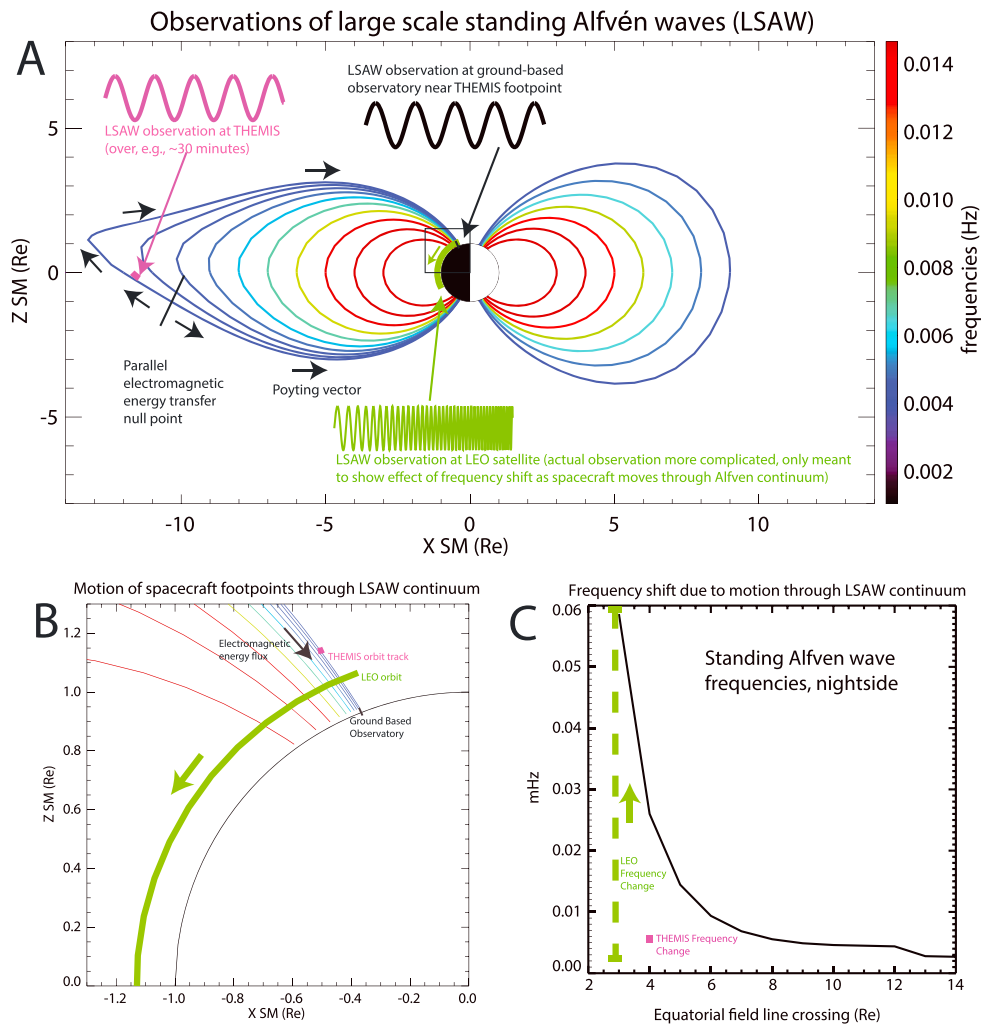 Observations of large scale standing Alfvén waves (LSAW)
A
LSAW observation at THEMIS
(over, e.g., ~30 minutes)
LSAW observation at ground-based
observatory near THEMIS footpoint
5
0
-5
Z SM (Re)
Parallel
electromagnetic
energy transfer
null point
Poyting vector
LSAW observation at LEO satellite (actual observation more complicated, only meant
to show effect of frequency shift as spacecraft moves through Alfven continuum)
-10
-5
0
5
10
X SM (Re)
0.014
0.012
0.010
0.008
0.006
0.004
0.002
frequencies (Hz)
Motion of spacecraft footpoints through LSAW continuum
B
Electromagnetic
energy flux
THEMIS orbit track
LEO orbit
Ground Based
Observatory
1.2
1.0
0.8
0.6
0.4
0.2
0.0
Z SM (Re)
-1.2
-1.0
-0.8
-0.6
-0.4
-0.2
0.0
X SM (Re)
Frequency shift due to motion through LSAW continuum
C
Standing Alfven wave
frequencies, nightside
0.06
0.05
0.04
0.03
0.02
0.01
0.00
mHz
LEO
Frequency
Change
THEMIS Frequency
Change
2
4
6
8
10
12
14
Equatorial field line crossing (Re)